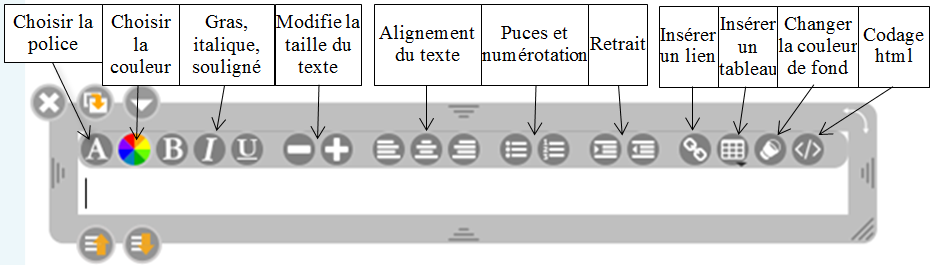 Choisir la
police
Choisir
la
couleur
Gras,
italique,
souligné
Modifie la
taille du
texte
Alignement
du texte
Puces et
numérotation
Retrait
Insérer
un lien
Insérer
un
tableau
Changer
la couleur
de fond
Codage
html
A B I U